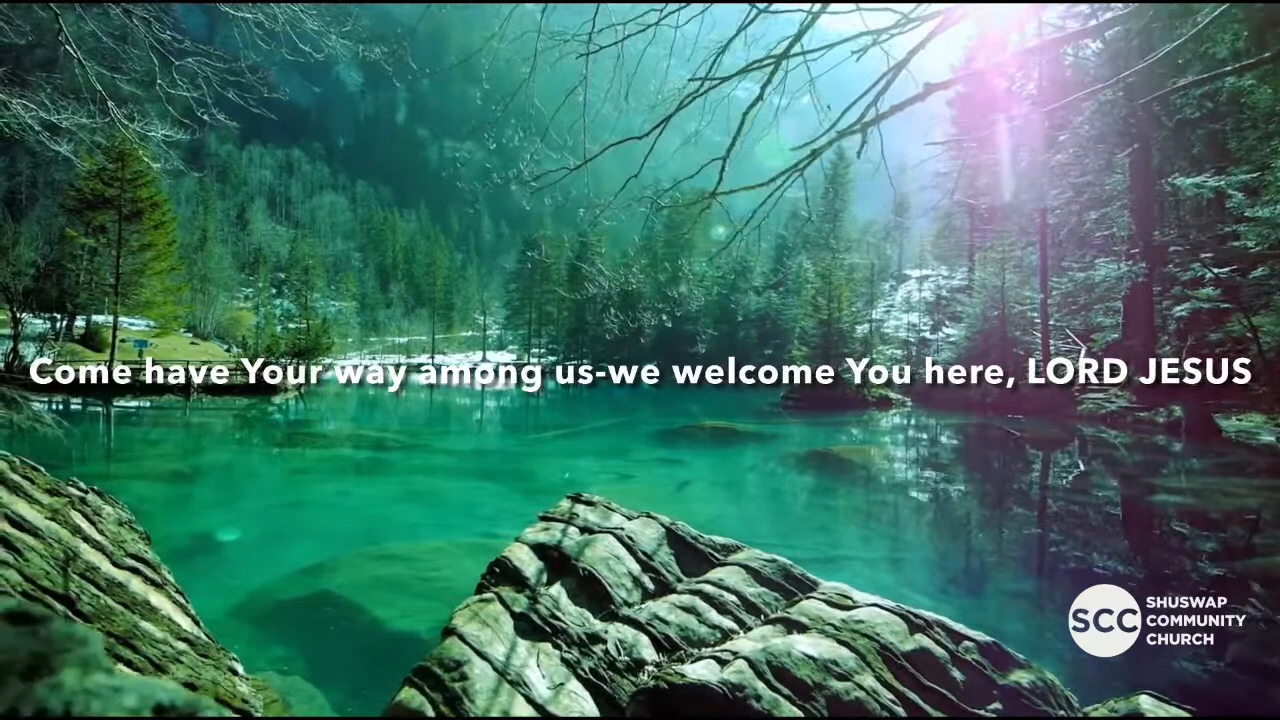 Come have Your way among us-we welcome You here, LORD JESUS
SCC
SHUSWAP
COMMUNITY
CHURCH